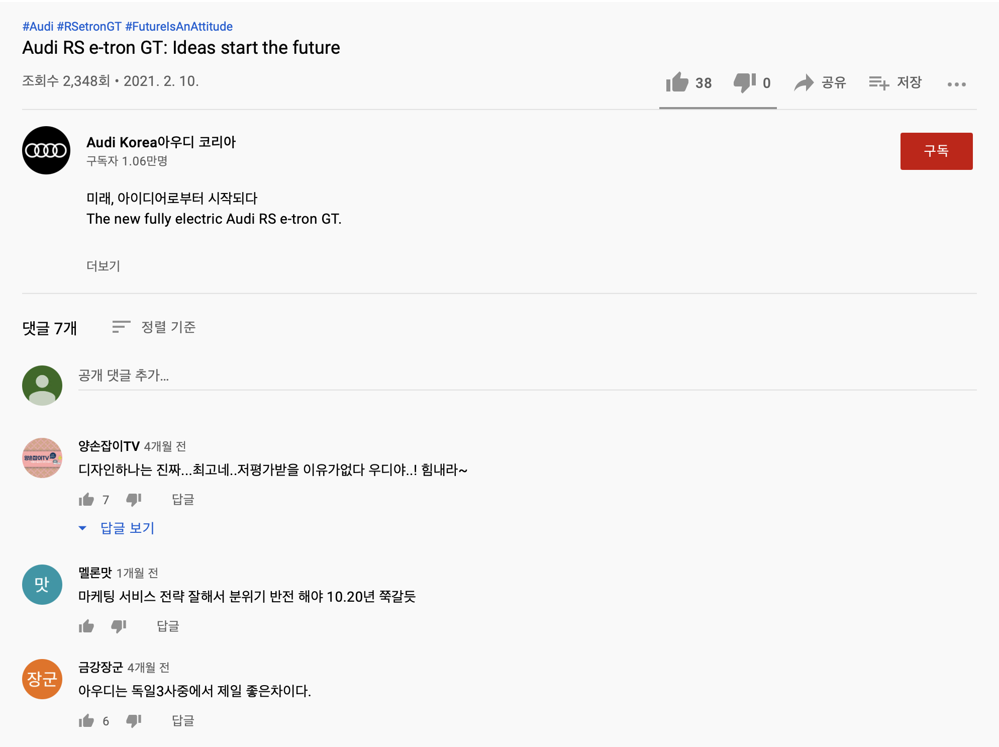 #Audi #RSetronGT #FutureIsAnAttitude
Audi RS e-tron GT: Ideas start the future
조회수 2,348회 • 2021. 2. 10.
38 0 공유 저장
Audi Korea아우디 코리아
구독자 1.06만명
구독
미래, 아이디어로부터 시작되다
The new fully electric Audi RS e-tron GT.
더보기
댓글 7개 정렬 기준
공개 댓글 추가...
양손잡이TV
양손잡이TV 4개월 전
디자인하나는 진짜...최고네..저평가받을 이유가없다 우디야..! 힘내라~
7 답글
답글 보기
맛
멜론맛 1개월 전
마케팅 서비스 전략 잘해서 분위기 반전 해야 10.20년 쭉갈듯
답글
장군
금강장군 4개월 전
아우디는 독일3사중에서 제일 좋은차이다.
6 답글